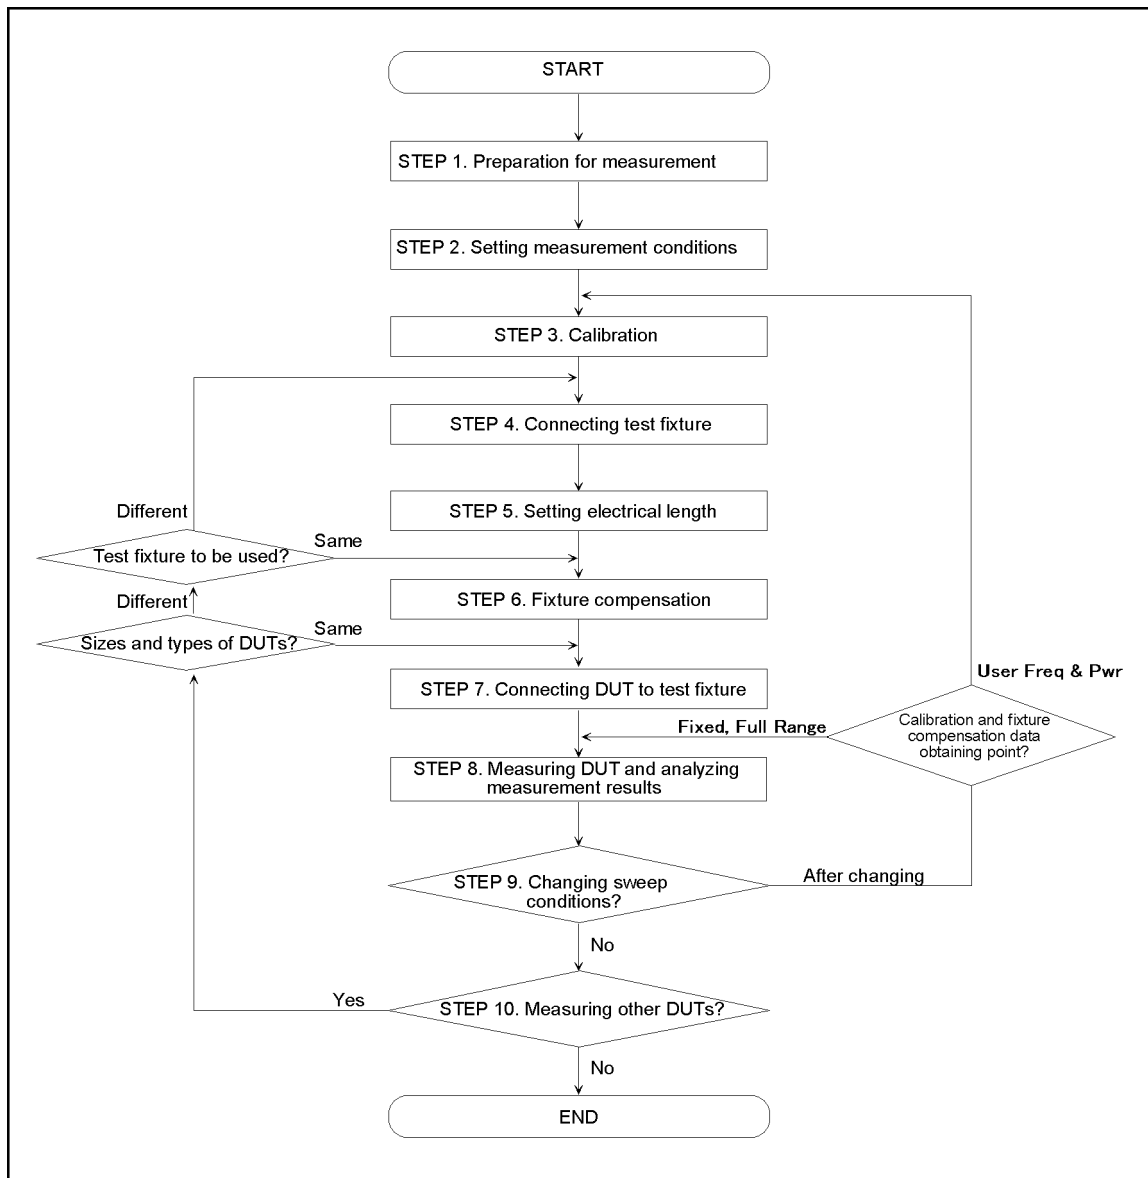 START
STEP 1. Preparation for measurement
STEP 2. Setting measurement conditions
STEP 3. Calibration
STEP 4. Connecting test fixture
STEP 5. Setting electrical length
Different
Test fixture to be used?
Same
STEP 6. Fixture compensation
Different
Sizes and types of DUTs?
Same
STEP 7. Connecting DUT to test fixture
User Freq & Pwr
Fixed, Full Range
Calibration and fixture
compensation data
obtaining point?
STEP 8. Measuring DUT and analyzing
measurement results
STEP 9. Changing sweep
conditions?
After changing
No
Yes
STEP 10. Measuring other DUTs?
No
END